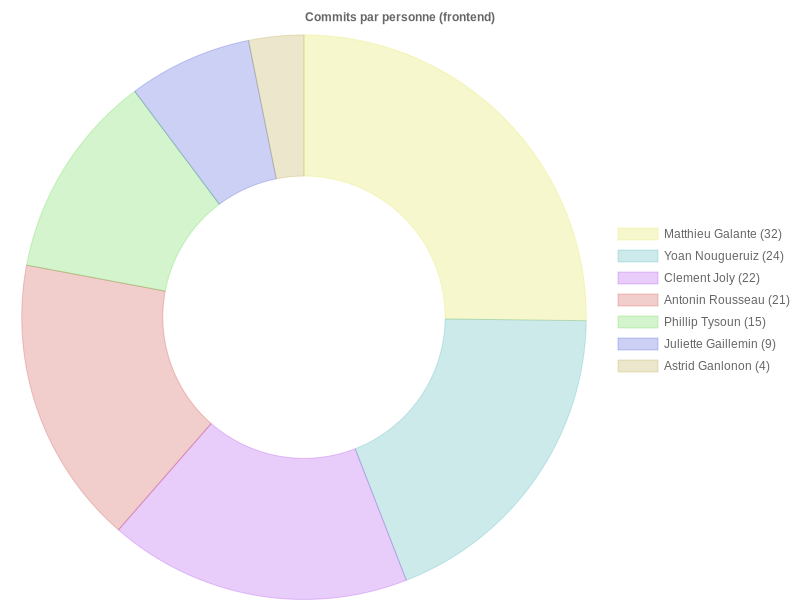 Commits par personne (frontend)
Matthieu Galante (32)
Yoan Nougueruiz (24)
Clement Joly (22)
Antonin Rousseau (21)
Phillip Tysoun (15)
Juliette Gaillemin (9)
Astrid Ganlonon (4)